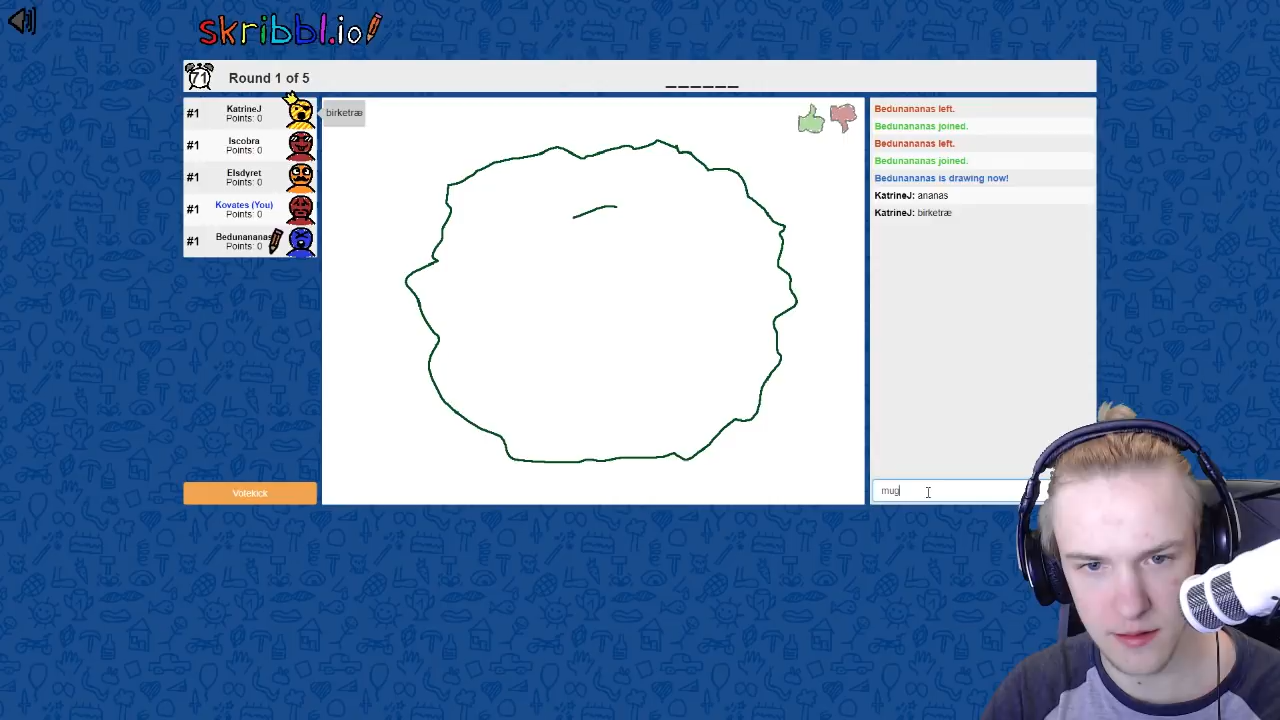 skribbl.io
71
Round 1 of 5
______
#1
KatrineJ
Points: 0
birketræ
#1
Iscobra
Points: 0
#1
Elsdyret
Points: 0
#1
Kovates (You)
Points: 0
#1
Bedunananas
Points: 0
Votekick
Bedunananas left.
Bedunananas joined.
Bedunananas left.
Bedunananas joined.
Bedunananas is drawing now!
KatrineJ: ananas
KatrineJ: birketræ
mug